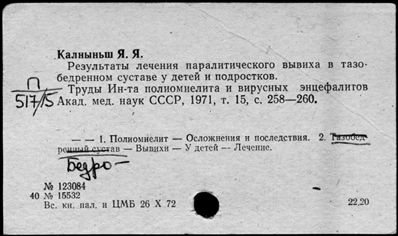 Калныньш Я. Я.
Результаты лечения паралитического вывиха в тазо-
бедренном суставе у детей и подростков.
П
517/5
Труды Ин-та полиомиелита и вирусных энцефалитов
Акад. мед. наук СССР, 1971, т. 15, с. 258—260.
— — 1. Полиомиелит — Осложнения и последствия. 2. Тазобед-
ренный сустав — Вывихи — У детей — Лечение.
Бедро —
№ 123084
40 № 15532
Вс. кн. пал. и ЦМБ 26 X 72
22,20